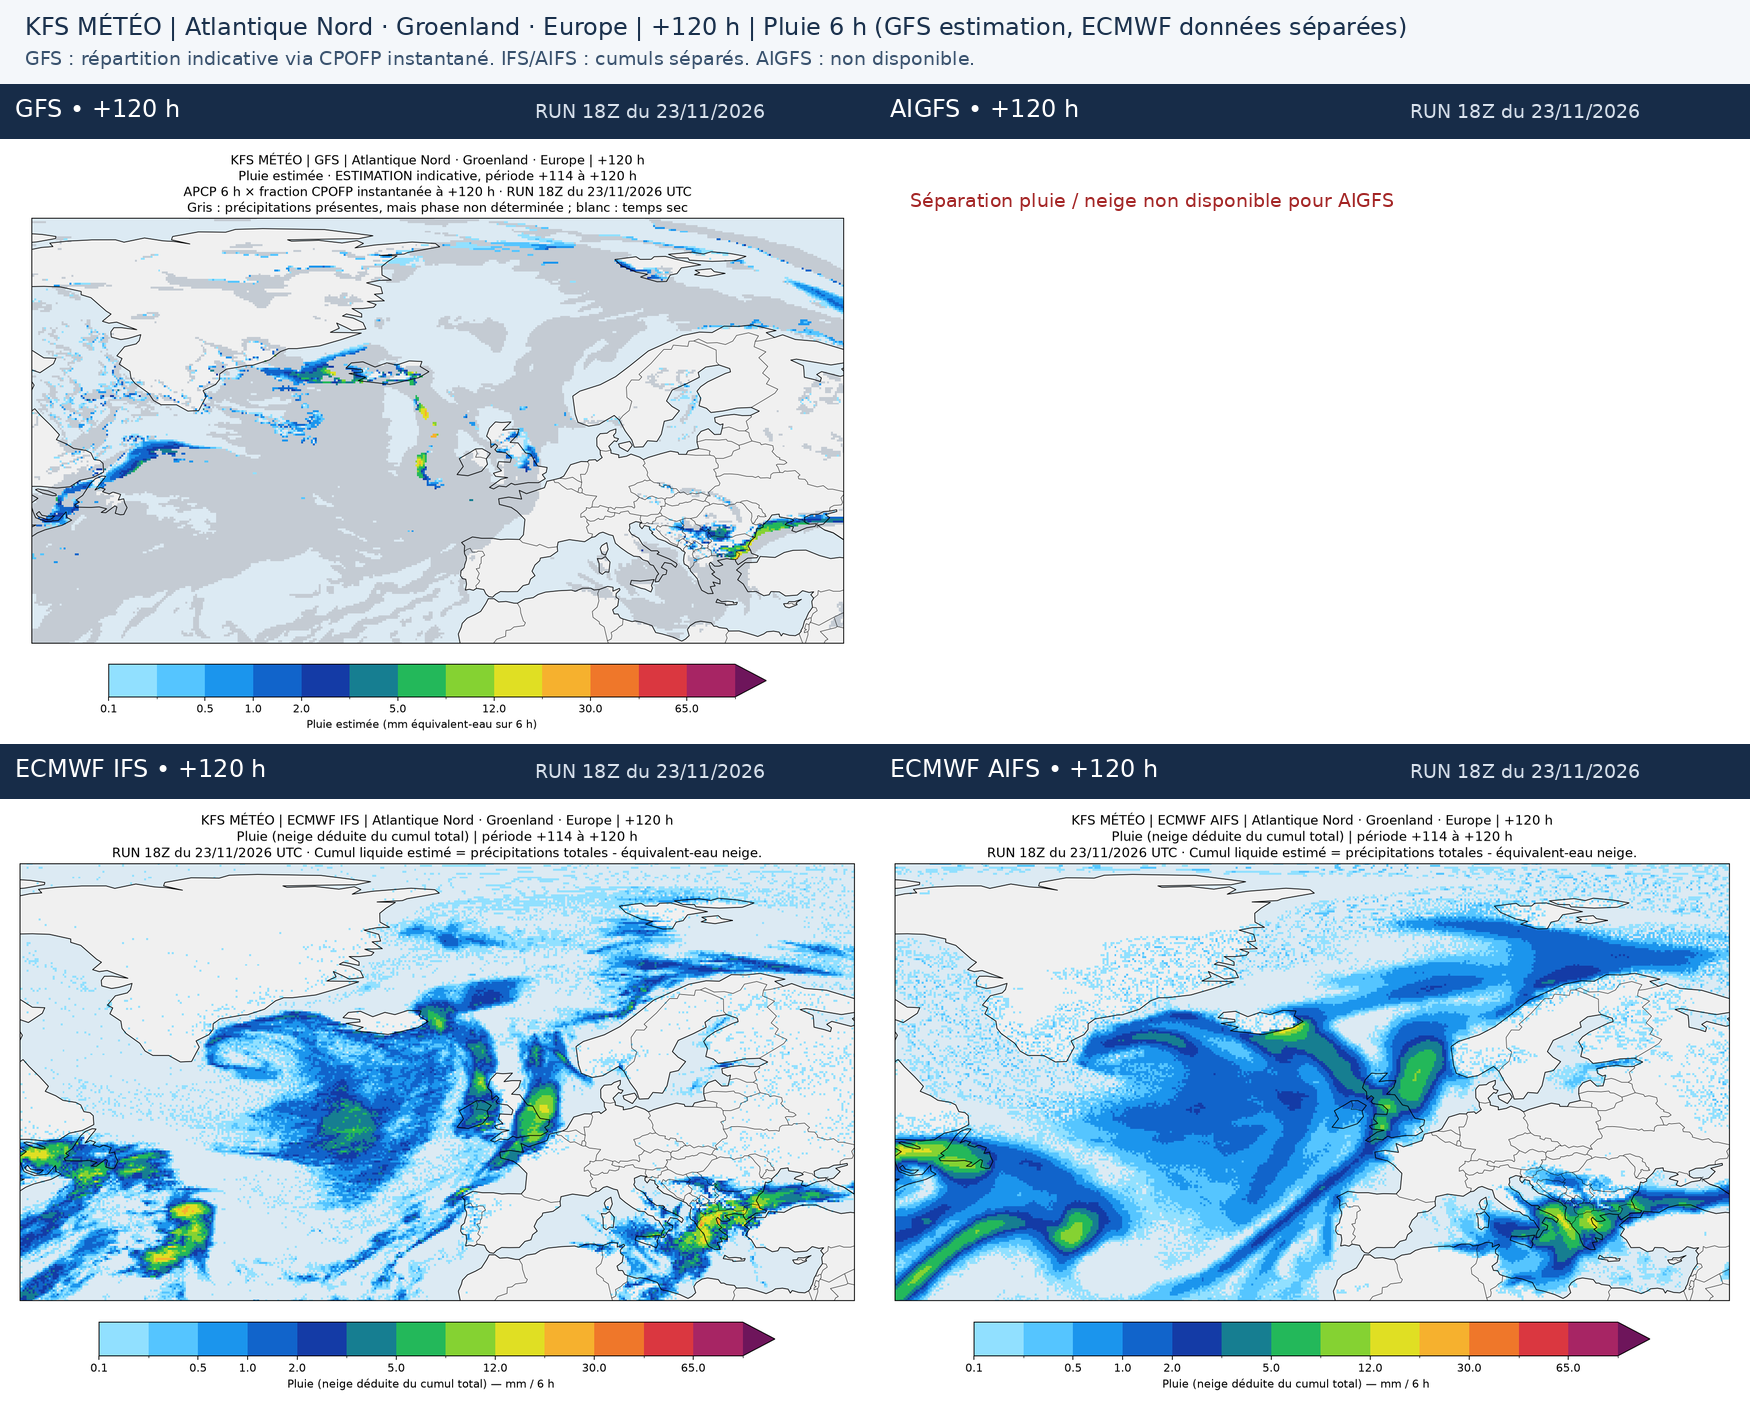 KFS MÉTÉO | Atlantique Nord · Groenland · Europe | +120 h | Pluie 6 h (GFS estimation, ECMWF données séparées)
GFS : répartition indicative via CPOFP instantané. IFS/AIFS : cumuls séparés. AIGFS : non disponible.
GFS • +120 h RUN 18Z du 23/11/2026
AIGFS • +120 h RUN 18Z du 23/11/2026
KFS MÉTÉO | GFS | Atlantique Nord · Groenland · Europe | +120 h
Pluie estimée · ESTIMATION indicative, période +114 à +120 h
APCP 6 h × fraction CPOFP instantanée à +120 h · RUN 18Z du 23/11/2026 UTC
Gris : précipitations présentes, mais phase non déterminée ; blanc : temps sec
0.1 0.5 1.0 2.0 5.0 12.0 30.0 65.0
Pluie estimée (mm équivalent-eau sur 6 h)
Séparation pluie / neige non disponible pour AIGFS
ECMWF IFS • +120 h RUN 18Z du 23/11/2026
ECMWF AIFS • +120 h RUN 18Z du 23/11/2026
KFS MÉTÉO | ECMWF IFS | Atlantique Nord · Groenland · Europe | +120 h
Pluie (neige déduite du cumul total) | période +114 à +120 h
RUN 18Z du 23/11/2026 UTC · Cumul liquide estimé = précipitations totales - équivalent-eau neige.
0.1 0.5 1.0 2.0 5.0 12.0 30.0 65.0
Pluie (neige déduite du cumul total) — mm / 6 h
KFS MÉTÉO | ECMWF AIFS | Atlantique Nord · Groenland · Europe | +120 h
Pluie (neige déduite du cumul total) | période +114 à +120 h
RUN 18Z du 23/11/2026 UTC · Cumul liquide estimé = précipitations totales - équivalent-eau neige.
0.1 0.5 1.0 2.0 5.0 12.0 30.0 65.0
Pluie (neige déduite du cumul total) — mm / 6 h